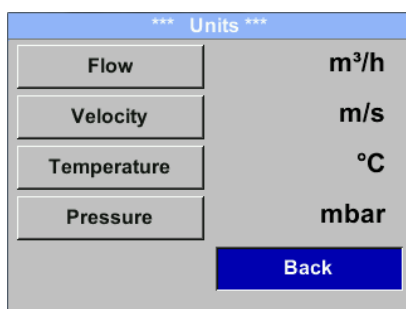 *** Units ***
Flow m³/h
Velocity m/s
Temperature °C
Pressure mbar
Back